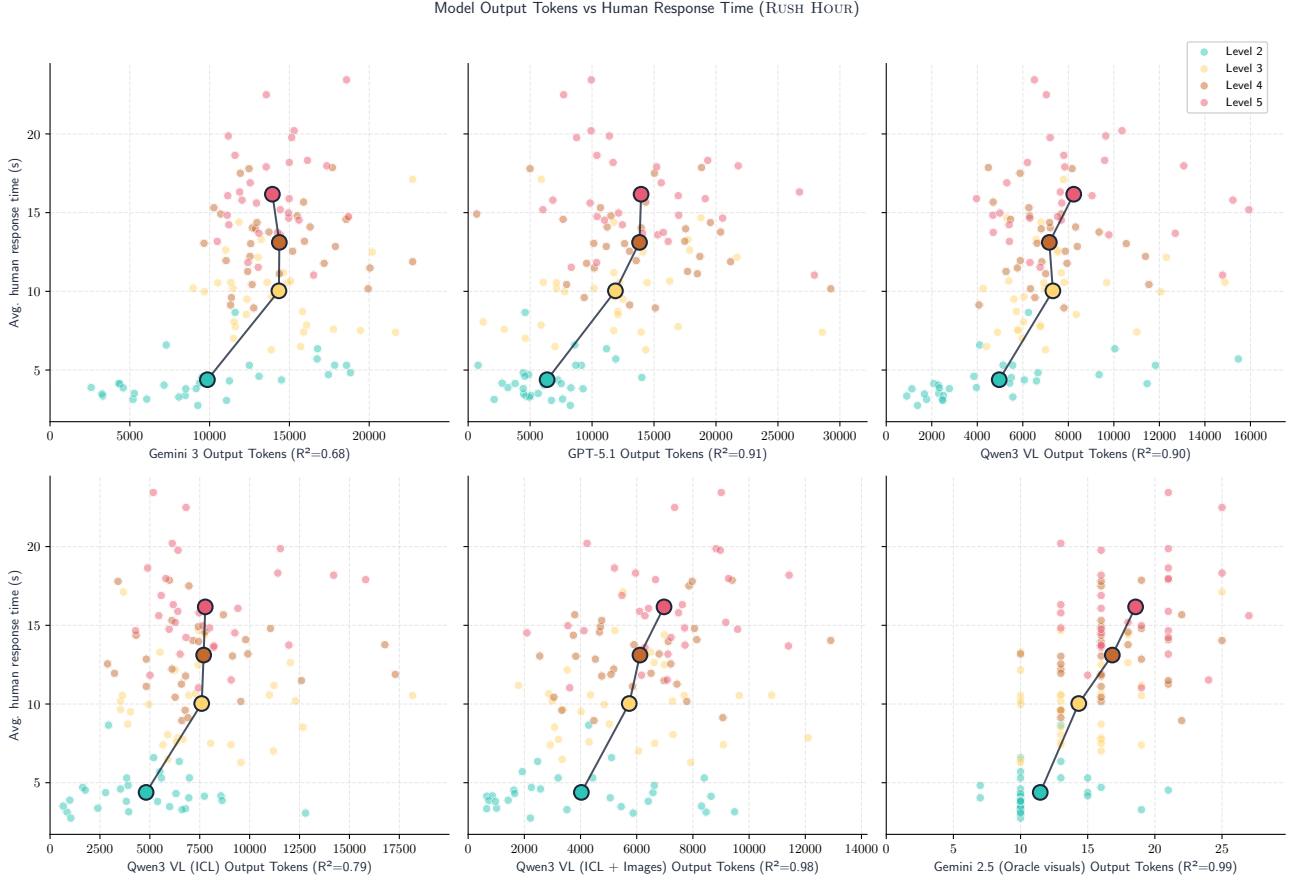 Model Output Tokens vs Human Response Time (RUSH HOUR)
Level 2
Level 3
Level 4
Level 5
Avg. human response time (s)
20
15
10
5
0 5000 10000 15000 20000
Gemini 3 Output Tokens (R²=0.68)
0 5000 10000 15000 20000 25000 30000
GPT-5.1 Output Tokens (R²=0.91)
0 2000 4000 6000 8000 10000 12000 14000 16000
Qwen3 VL Output Tokens (R²=0.90)
Avg. human response time (s)
20
15
10
5
0 2500 5000 7500 10000 12500 15000 17500
Qwen3 VL (ICL) Output Tokens (R²=0.79)
0 2000 4000 6000 8000 10000 12000 14000
Qwen3 VL (ICL + Images) Output Tokens (R²=0.98)
0 5 10 15 20 25
Gemini 2.5 (Oracle visuals) Output Tokens (R²=0.99)